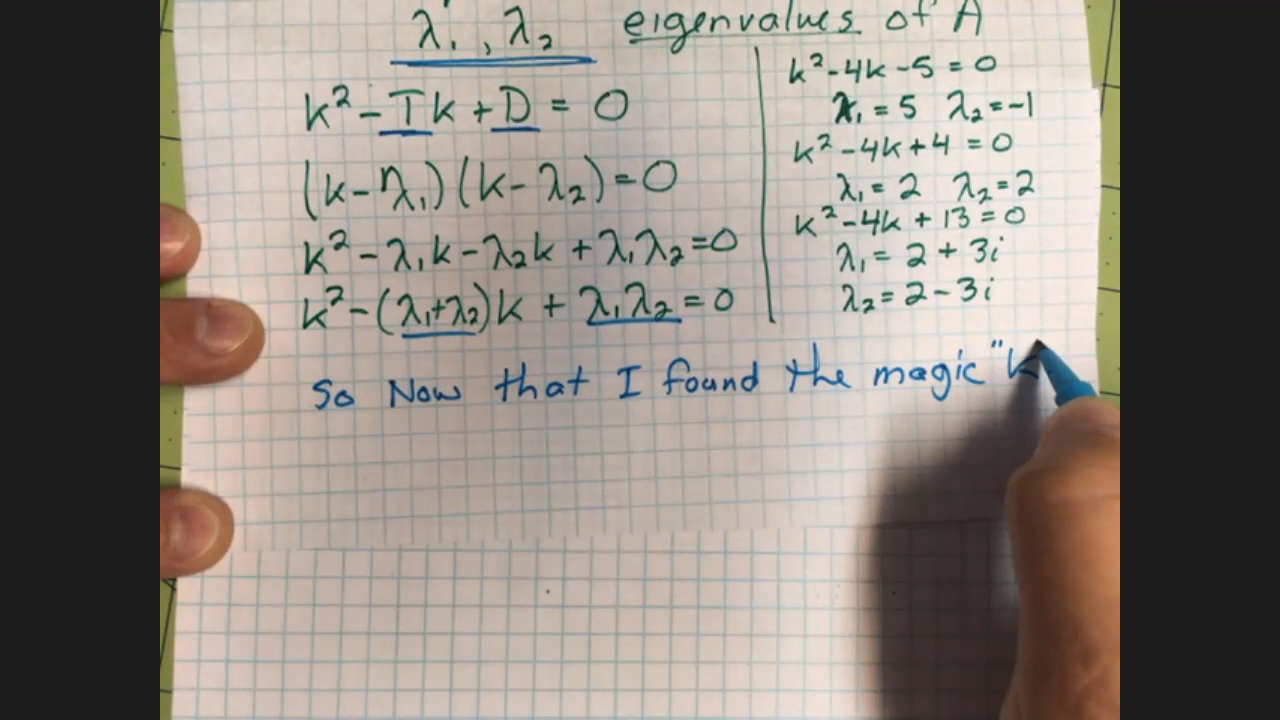 λ₁, λ₂ eigenvalues of A
k² - Tk + D = 0
(k - λ₁)(k - λ₂) = 0
k² - λ₁k - λ₂k + λ₁λ₂ = 0
k² - (λ₁+λ₂)k + λ₁λ₂ = 0
k² - 4k - 5 = 0
λ₁ = 5 λ₂ = -1
k² - 4k + 4 = 0
λ₁ = 2 λ₂ = 2
k² - 4k + 13 = 0
λ₁ = 2 + 3i
λ₂ = 2 - 3i
So Now that I found the magic "k